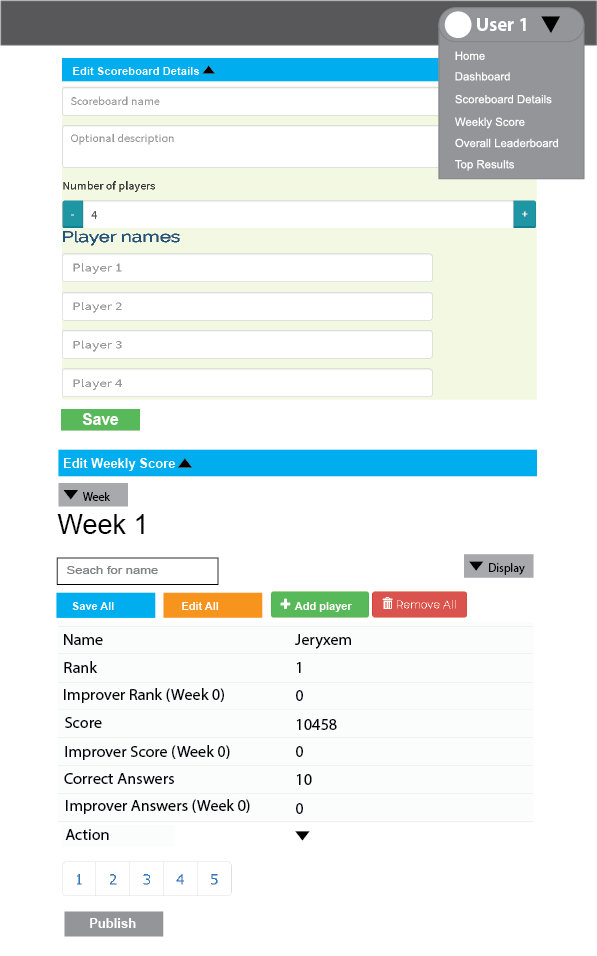 User 1
Home
Dashboard
Scoreboard Details
Weekly Score
Overall Leaderboard
Top Results
Edit Scoreboard Details
Scoreboard name
Optional description
Number of players
- 4 +
Player names
Player 1
Player 2
Player 3
Player 4
Save
Edit Weekly Score
Week
Week 1
Seach for name
Display
Save All Edit All + Add player Remove All
Name Jeryxem
Rank 1
Improver Rank (Week 0) 0
Score 10458
Improver Score (Week 0) 0
Correct Answers 10
Improver Answers (Week 0) 0
Action
1 2 3 4 5
Publish